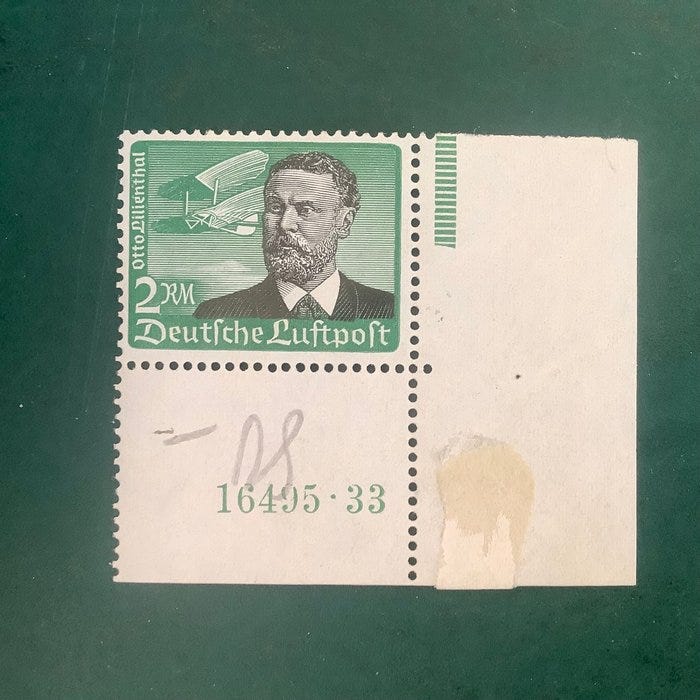 Otto Lilienthal
2 RM
Deutsche Luftpost
16495·33